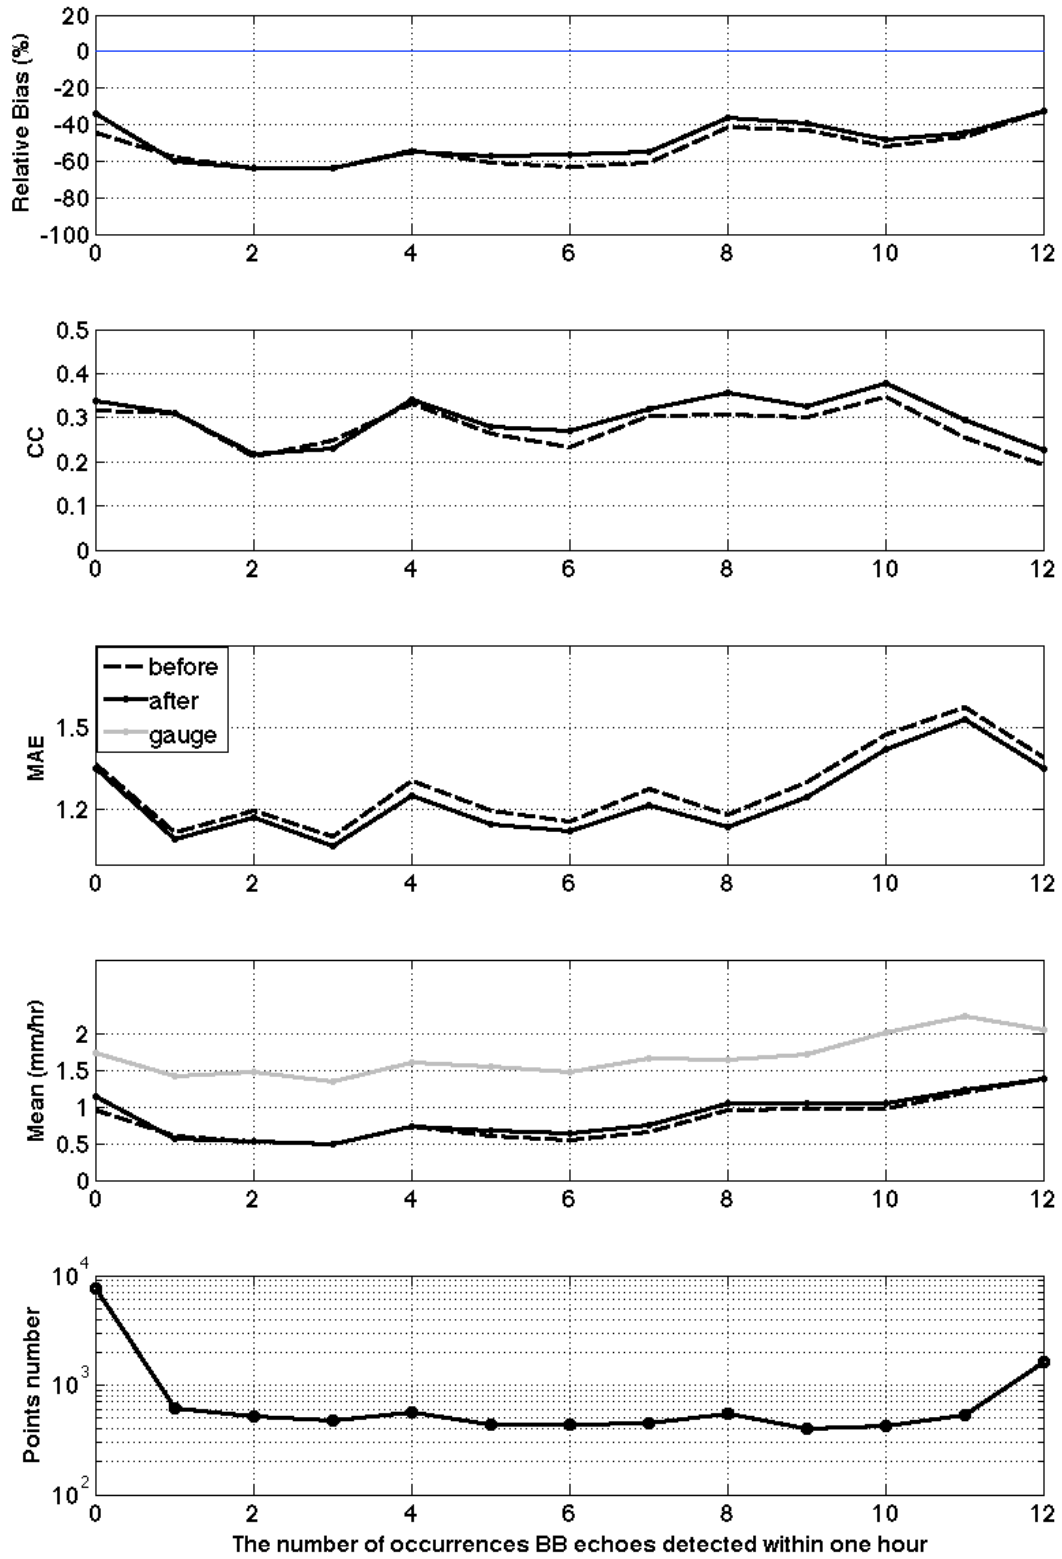 Relative Bias (%)
20
0
-20
-40
-60
-80
-100
0 2 4 6 8 10 12
CC
0.5
0.4
0.3
0.2
0.1
0
0 2 4 6 8 10 12
MAE
before
after
gauge
1.5
1.2
0 2 4 6 8 10 12
Mean (mm/hr)
2
1.5
1
0.5
0
0 2 4 6 8 10 12
Points number
10^4
10^3
10^2
0 2 4 6 8 10 12
The number of occurrences BB echoes detected within one hour